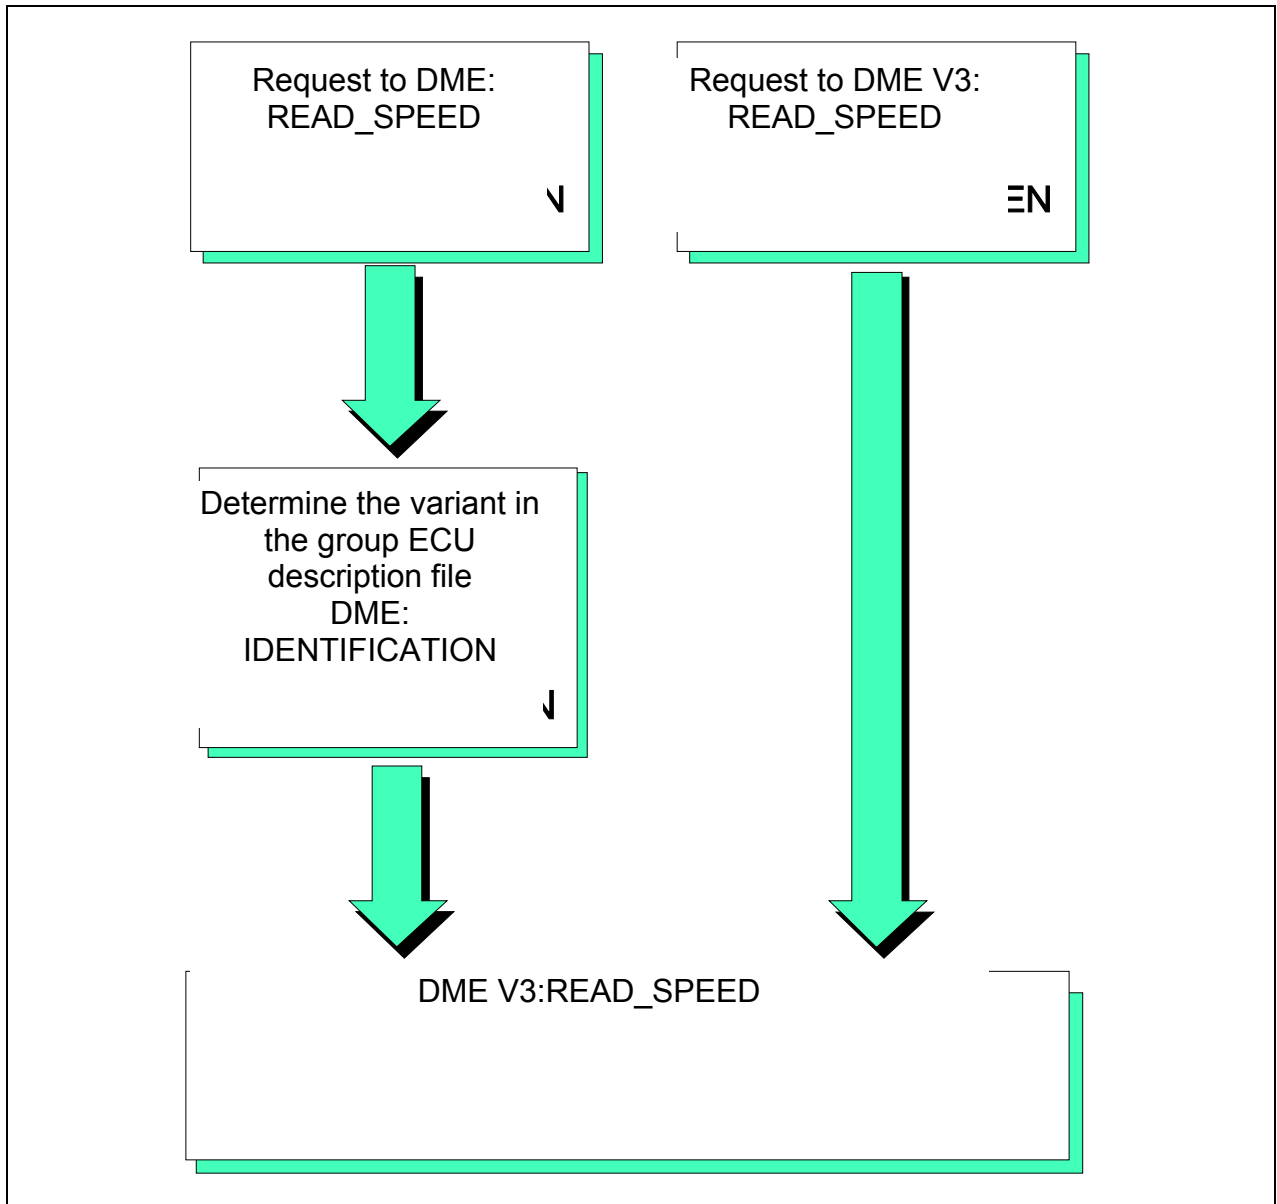 Request to DME:
READ_SPEED
N
Request to DME V3:
READ_SPEED
EN
Determine the variant in
the group ECU
description file
DME:
IDENTIFICATION
N
DME V3:READ_SPEED